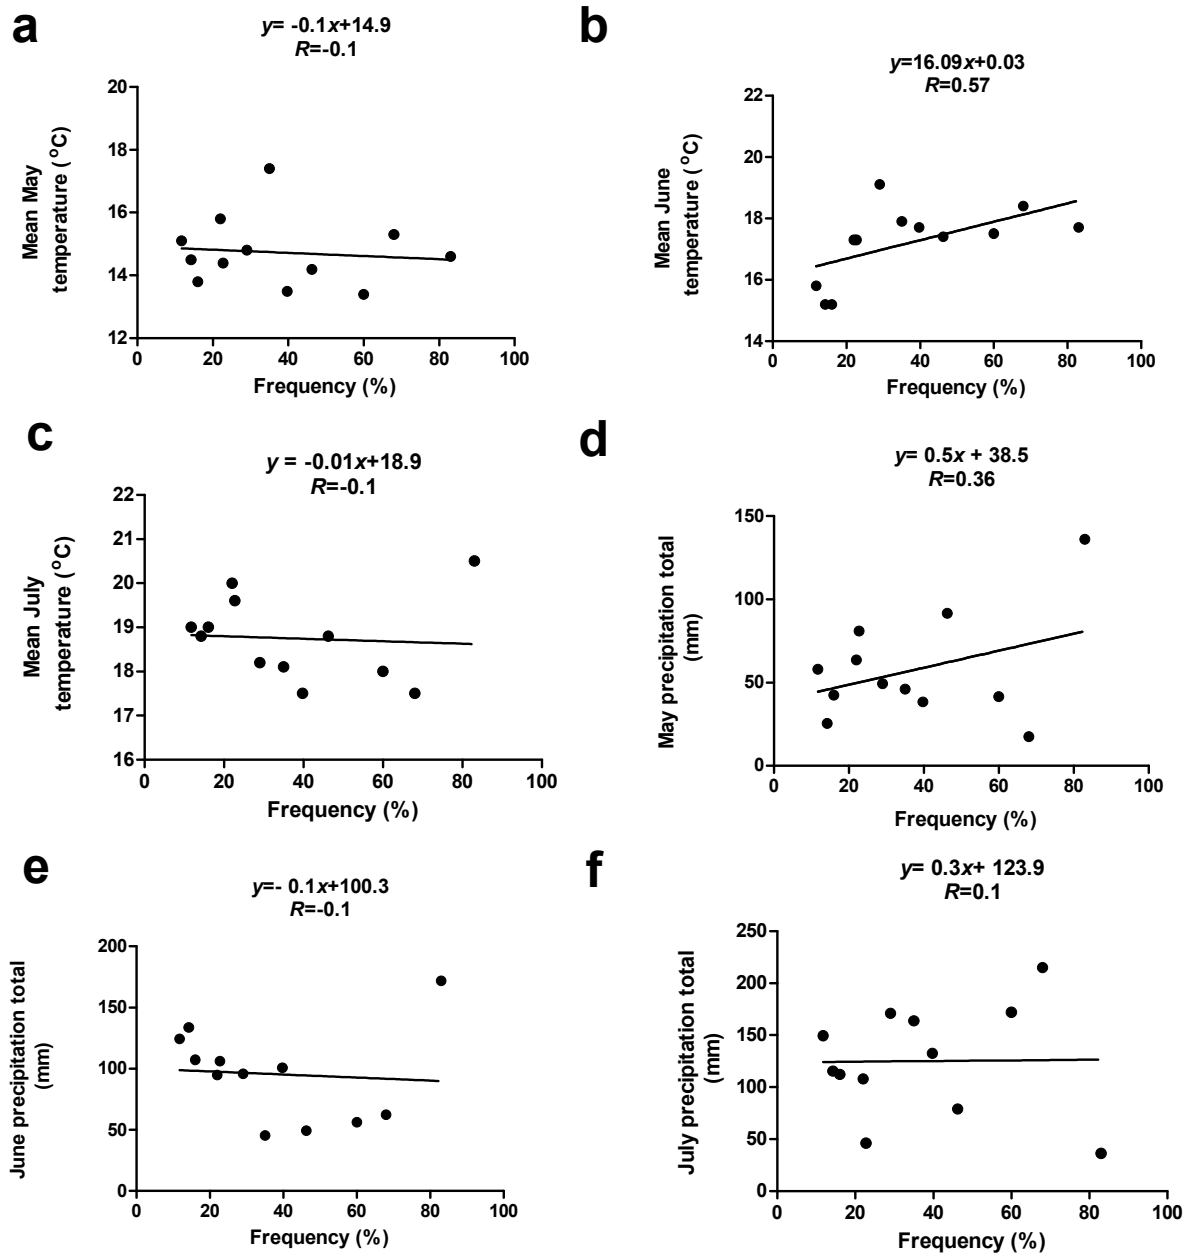 a
y= -0.1x+14.9
R=-0.1
20
18
16
14
12
Mean May
temperature (°C)
0 20 40 60 80 100
Frequency (%)
b
y=16.09x+0.03
R=0.57
22
20
18
16
14
Mean June
temperature (°C)
0 20 40 60 80 100
Frequency (%)
c
y = -0.01x+18.9
R=-0.1
22
21
20
19
18
17
16
Mean July
temperature (°C)
0 20 40 60 80 100
Frequency (%)
d
y= 0.5x + 38.5
R=0.36
150
100
50
0
May precipitation total
(mm)
0 20 40 60 80 100
Frequency (%)
e
y=- 0.1x+100.3
R=-0.1
200
150
100
50
0
June precipitation total
(mm)
0 20 40 60 80 100
Frequency (%)
f
y= 0.3x+ 123.9
R=0.1
250
200
150
100
50
0
July precipitation total
(mm)
0 20 40 60 80 100
Frequency (%)